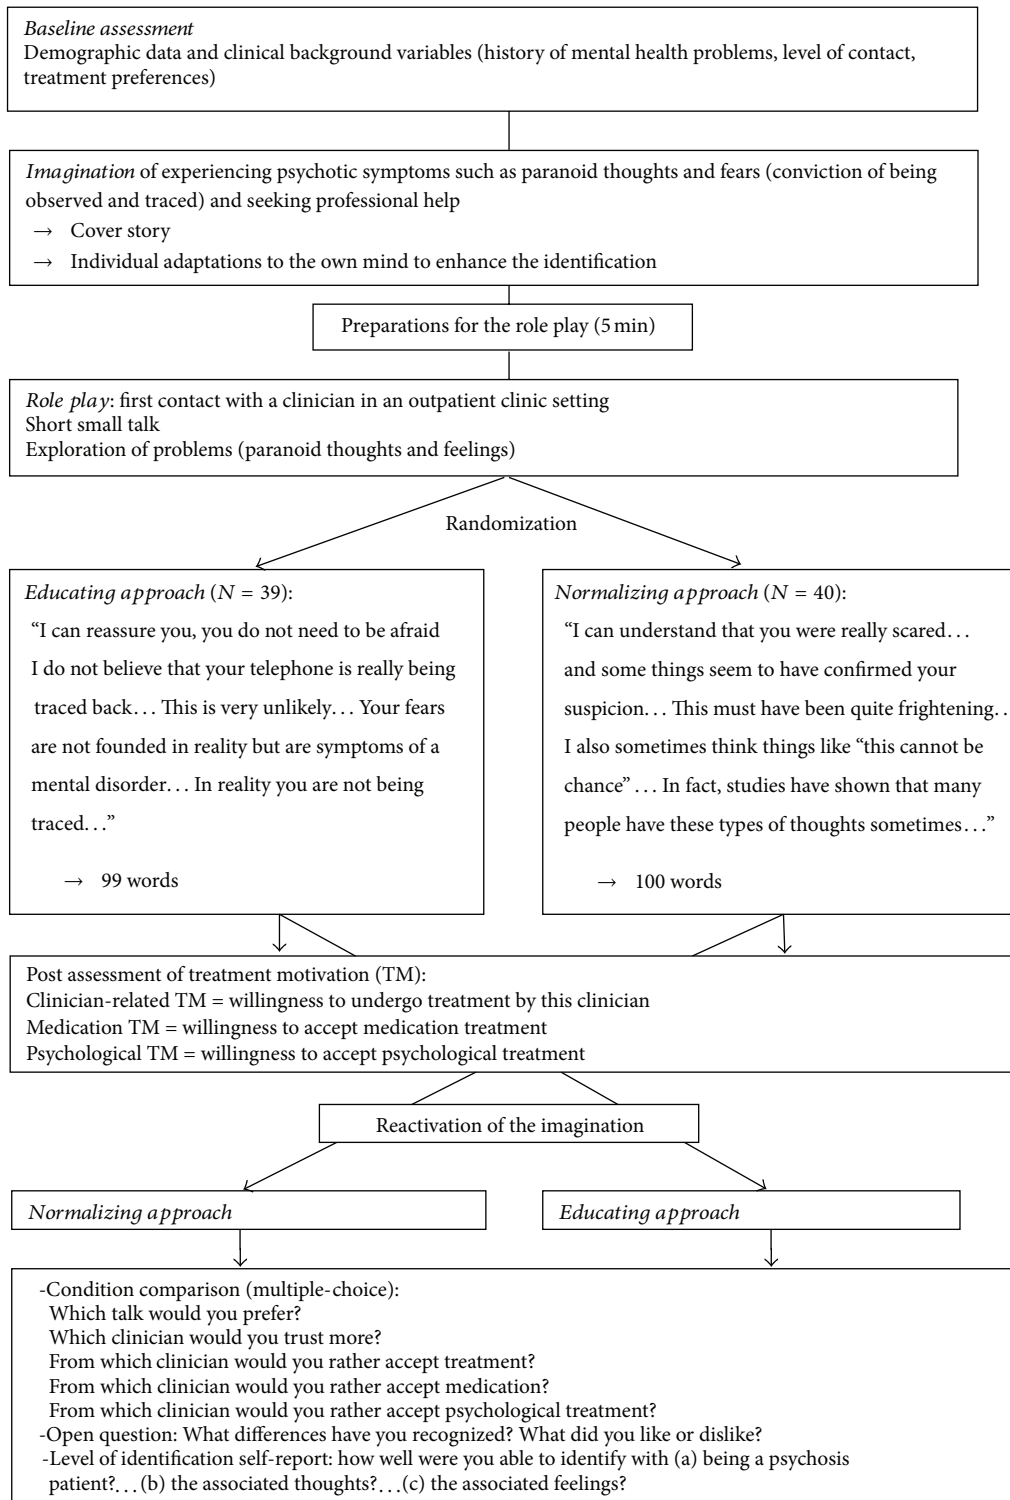 Baseline assessment
Demographic data and clinical background variables (history of mental health problems, level of contact,
treatment preferences)
Imagination of experiencing psychotic symptoms such as paranoid thoughts and fears (conviction of being
observed and traced) and seeking professional help
→ Cover story
→ Individual adaptations to the own mind to enhance the identification
Preparations for the role play (5 min)
Role play: first contact with a clinician in an outpatient clinic setting
Short small talk
Exploration of problems (paranoid thoughts and feelings)
Randomization
Educating approach (N = 39):
“I can reassure you, you do not need to be afraid
I do not believe that your telephone is really being
traced back… This is very unlikely… Your fears
are not founded in reality but are symptoms of a
mental disorder… In reality you are not being
traced…”
→ 99 words
Normalizing approach (N = 40):
“I can understand that you were really scared…
and some things seem to have confirmed your
suspicion… This must have been quite frightening…
I also sometimes think things like “this cannot be
chance” … In fact, studies have shown that many
people have these types of thoughts sometimes…”
→ 100 words
Post assessment of treatment motivation (TM):
Clinician-related TM = willingness to undergo treatment by this clinician
Medication TM = willingness to accept medication treatment
Psychological TM = willingness to accept psychological treatment
Reactivation of the imagination
Normalizing approach
Educating approach
-Condition comparison (multiple-choice):
Which talk would you prefer?
Which clinician would you trust more?
From which clinician would you rather accept treatment?
From which clinician would you rather accept medication?
From which clinician would you rather accept psychological treatment?
-Open question: What differences have you recognized? What did you like or dislike?
-Level of identification self-report: how well were you able to identify with (a) being a psychosis
patient?…(b) the associated thoughts?…(c) the associated feelings?